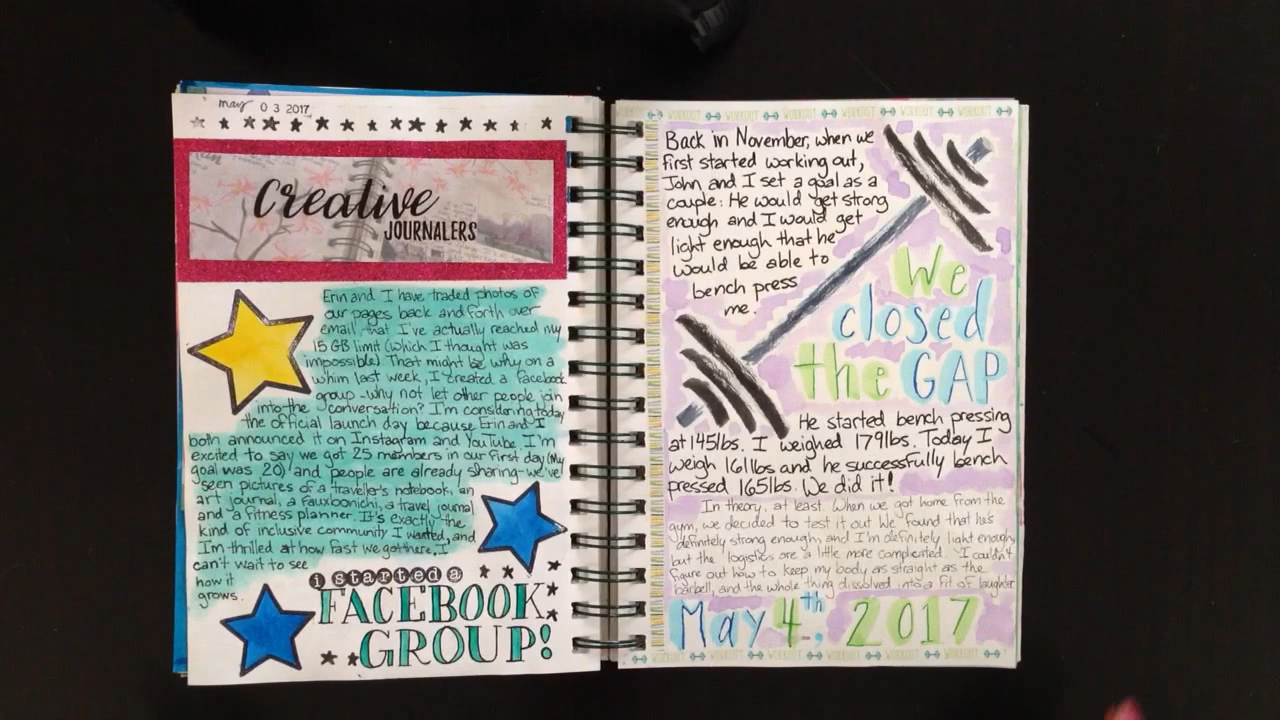 may 03 2017
creative
JOURNALERS
Erin and I have traded photos of
our pages back and forth over
email that I've actually reached my
15 GB limit (which I thought was
impossible) That might be why on a
whim last week, I created a Facebook
group - why not let other people join
into the conversation? I'm considering today
the official launch day because Erin and I
both announced it on Instagram and YouTube. I'm
excited to say we got 25 members in our first day (my
goal was 20) and people are already sharing - we've
seen pictures of a traveller's notebook, an
art journal, a fauxbonichi, a travel journal
and a fitness planner. It's exactly the
kind of inclusive community I wanted, and
I'm thrilled at how fast we got there. I
can't wait to see
how it
grows.
i started a
FACEBOOK
GROUP!
WORKOUT WORKOUT WORKOUT WORKOUT WORKOUT
Back in November, when we
first started working out,
John and I set a goal as a
couple: He would get strong
enough and I would get
light enough that he
would be able to
bench press
me.
We
closed
the GAP
He started bench pressing
at 145lbs. I weighed 179lbs. Today I
weigh 161lbs and he successfully bench
pressed 165lbs. We did it!
In theory, at least. When we got home from the
gym, we decided to test it out. We found that he's
definitely strong enough and I'm definitely light enough,
but the logistics are a little more complicated. I couldn't
figure out how to keep my body as straight as the
barbell, and the whole thing dissolved into a fit of laughter
May 4th, 2017
WORKOUT WORKOUT WORKOUT WORKOUT WORKOUT